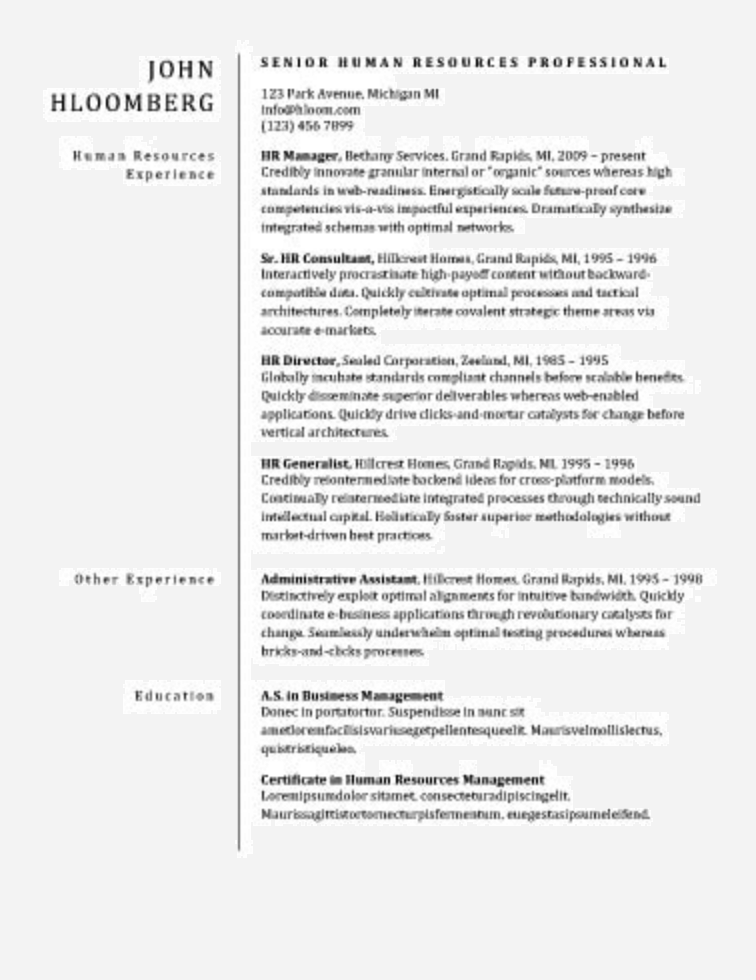 JOHN
HLOOMBERG
SENIOR HUMAN RESOURCES PROFESSIONAL
123 Park Avenue, Michigan MI
info@hloom.com
(123) 456 7899
Human Resources
Experience
HR Manager, Bethany Services, Grand Rapids, MI, 2009 – present
Credibly innovate granular internal or "organic" sources whereas high
standards in web-readiness. Energistically scale future-proof core
competencies vis-a-vis impactful experiences. Dramatically synthesize
integrated schemas with optimal networks.
Sr. HR Consultant, Hillcrest Homes, Grand Rapids, MI, 1995 – 1996
Interactively procrastinate high-payoff content without backward-
compatible data. Quickly cultivate optimal processes and tactical
architectures. Completely iterate covalent strategic theme areas via
accurate e-markets.
HR Director, Sealed Corporation, Zeeland, MI, 1985 – 1995
Globally incubate standards compliant channels before scalable benefits.
Quickly disseminate superior deliverables whereas web-enabled
applications. Quickly drive clicks-and-mortar catalysts for change before
vertical architectures.
HR Generalist, Hillcrest Homes, Grand Rapids, MI, 1995 – 1996
Credibly reintermediate backend ideas for cross-platform models.
Continually reintermediate integrated processes through technically sound
intellectual capital. Holistically foster superior methodologies without
market-driven best practices.
Other Experience
Administrative Assistant, Hillcrest Homes, Grand Rapids, MI, 1995 – 1998
Distinctively exploit optimal alignments for intuitive bandwidth. Quickly
coordinate e-business applications through revolutionary catalysts for
change. Seamlessly underwhelm optimal testing procedures whereas
bricks-and-clicks processes.
Education
A.S. in Business Management
Donec in portatortor. Suspendisse in nunc sit
ametloremfacilisisvariusegetpellentesqueelit. Maurisvelmollislectus,
quistristiqueleo.
Certificate in Human Resources Management
Loremipsumdolor sitamet, consecteturadipiscingelit.
Maurissagittistortornecturpisfermentum, euegestasipsumeleifend.